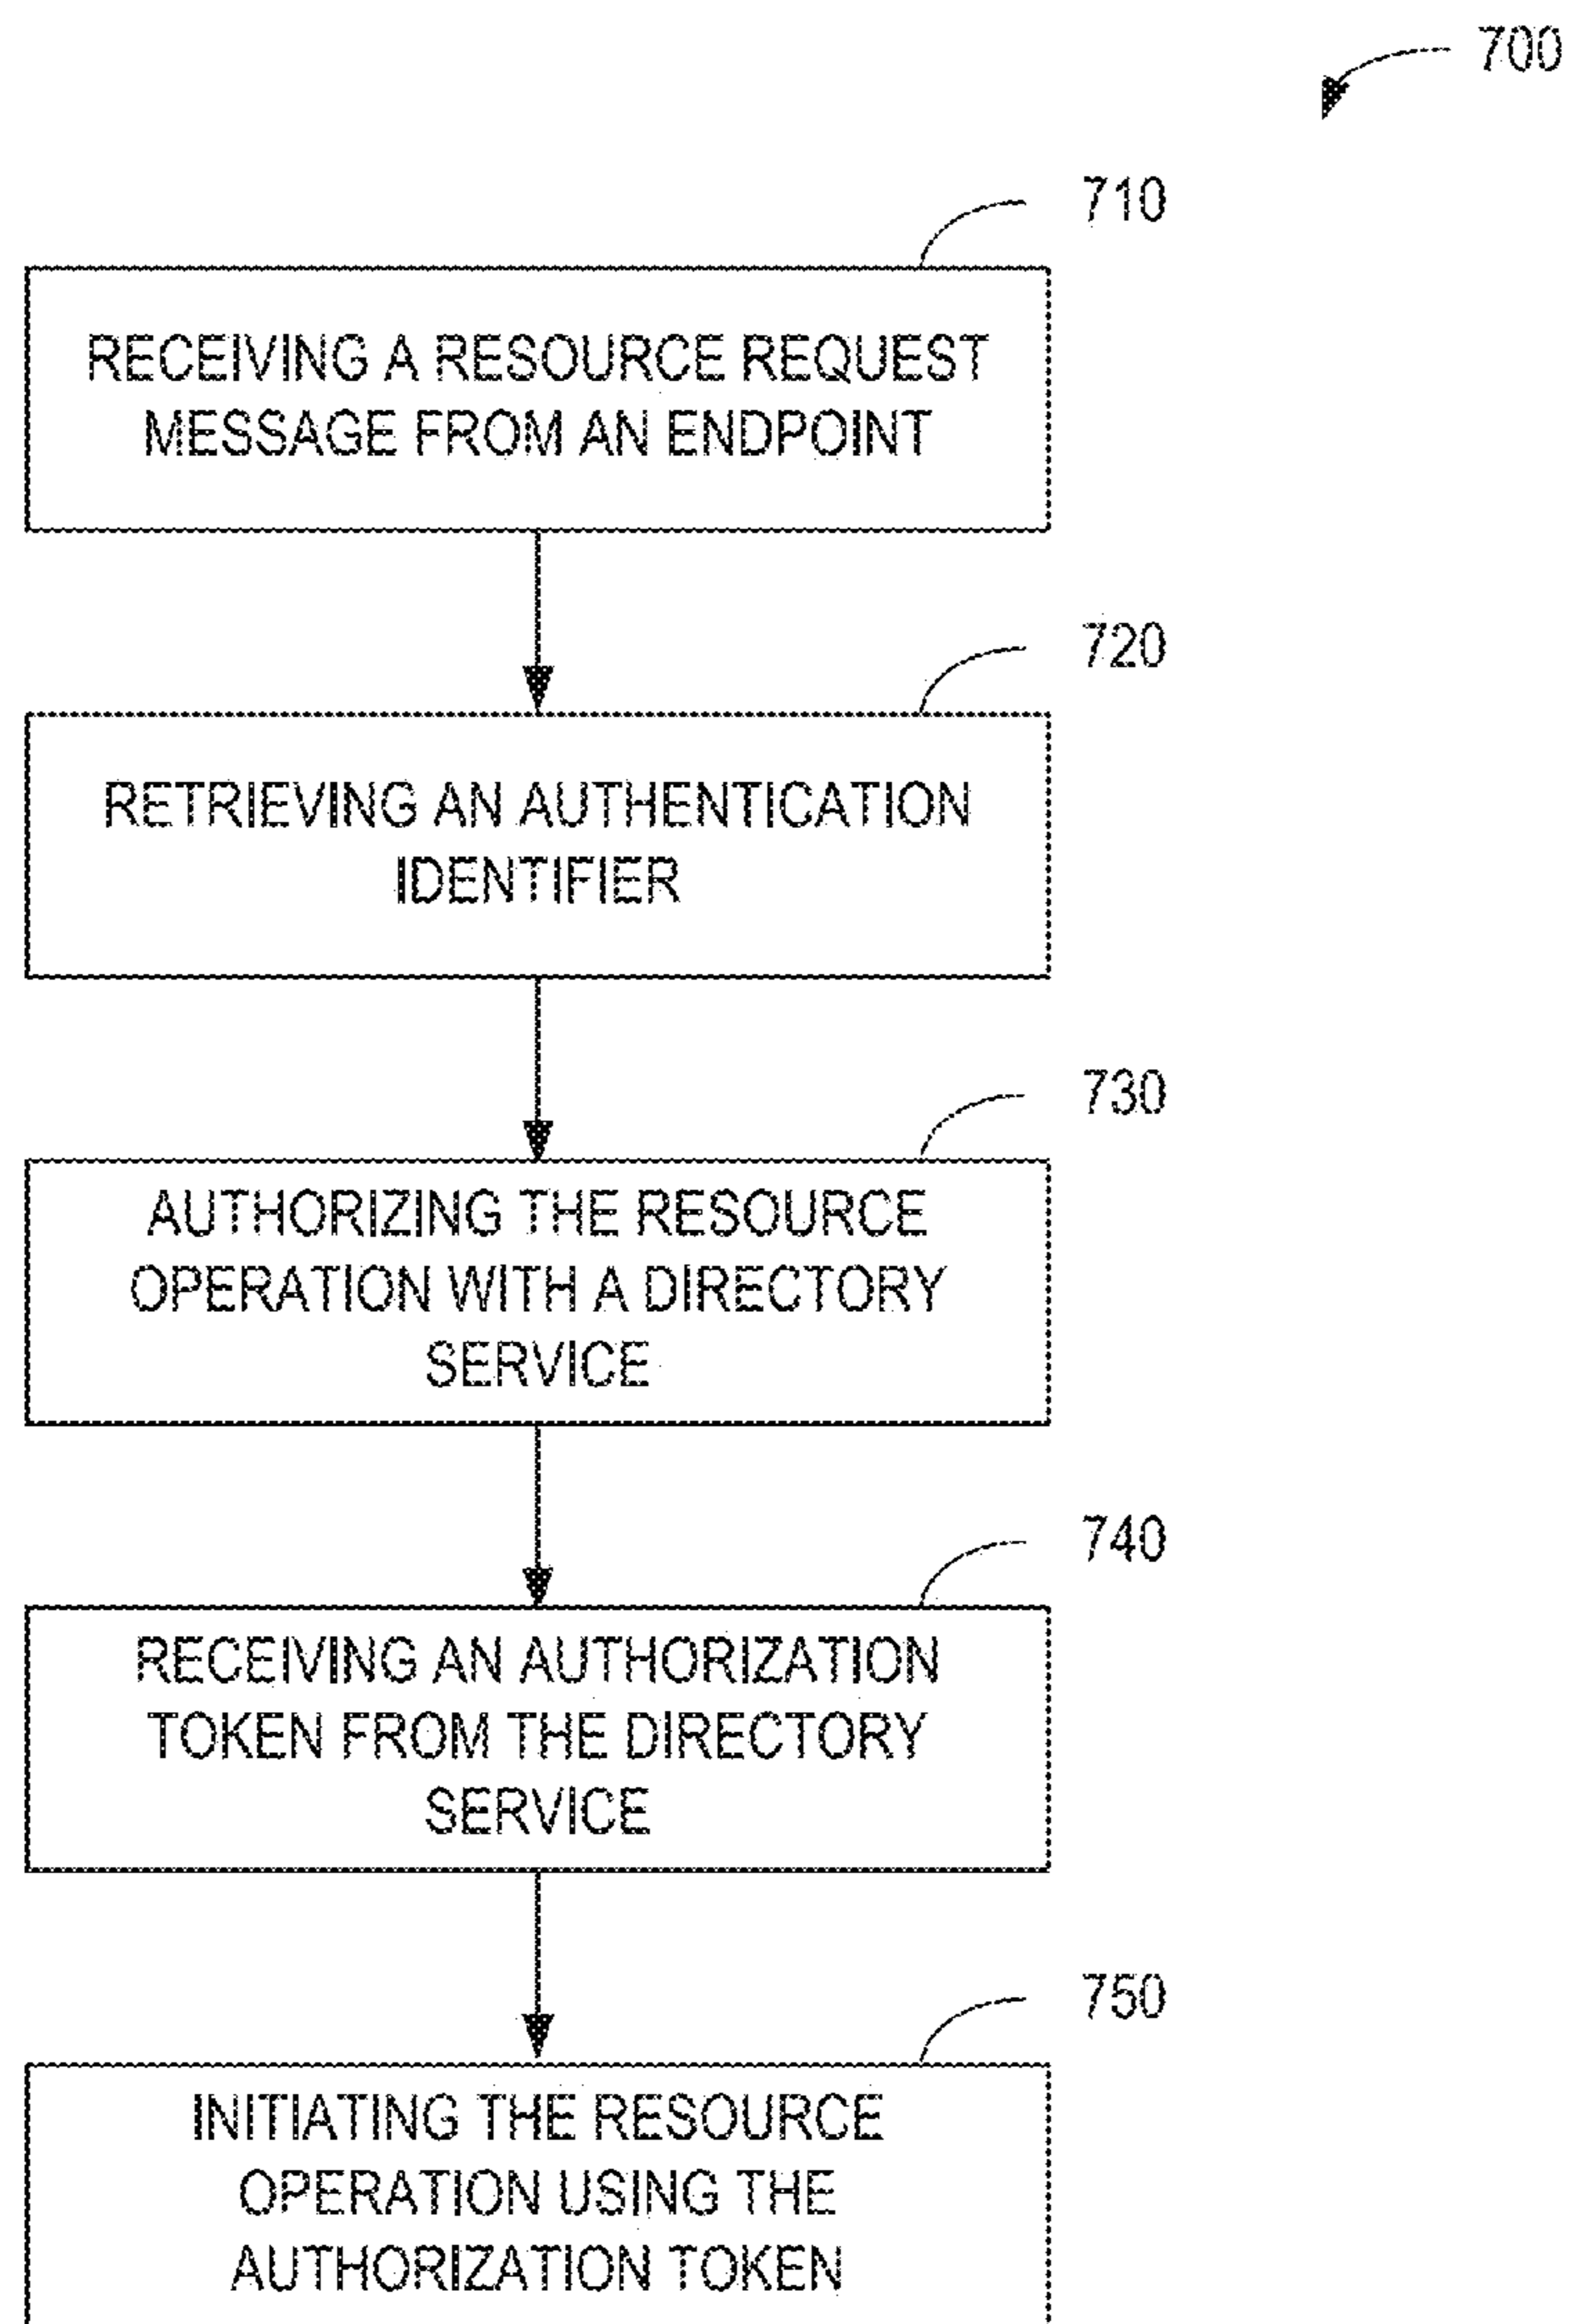 700
710
RECEIVING A RESOURCE REQUEST
MESSAGE FROM AN ENDPOINT
720
RETRIEVING AN AUTHENTICATION
IDENTIFIER
730
AUTHORIZING THE RESOURCE
OPERATION WITH A DIRECTORY
SERVICE
740
RECEIVING AN AUTHORIZATION
TOKEN FROM THE DIRECTORY
SERVICE
750
INITIATING THE RESOURCE
OPERATION USING THE
AUTHORIZATION TOKEN